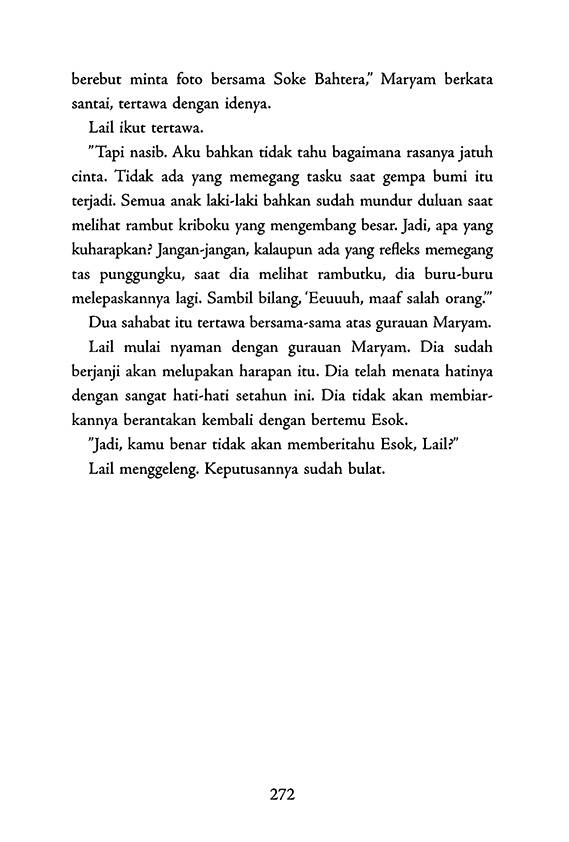 berebut minta foto bersama Soke Bahtera,” Maryam berkata
santai, tertawa dengan idenya.
Lail ikut tertawa.
”Tapi nasib. Aku bahkan tidak tahu bagaimana rasanya jatuh
cinta. Tidak ada yang memegang tasku saat gempa bumi itu
terjadi. Semua anak laki-laki bahkan sudah mundur duluan saat
melihat rambut kriboku yang mengembang besar. Jadi, apa yang
kuharapkan? Jangan-jangan, kalaupun ada yang refleks memegang
tas punggungku, saat dia melihat rambutku, dia buru-buru
melepaskannya lagi. Sambil bilang, ‘Eeuuuh, maaf salah orang.’”
Dua sahabat itu tertawa bersama-sama atas gurauan Maryam.
Lail mulai nyaman dengan gurauan Maryam. Dia sudah
berjanji akan melupakan harapan itu. Dia telah menata hatinya
dengan sangat hati-hati setahun ini. Dia tidak akan membiar-
kannya berantakan kembali dengan bertemu Esok.
”Jadi, kamu benar tidak akan memberitahu Esok, Lail?”
Lail menggeleng. Keputusannya sudah bulat.
272